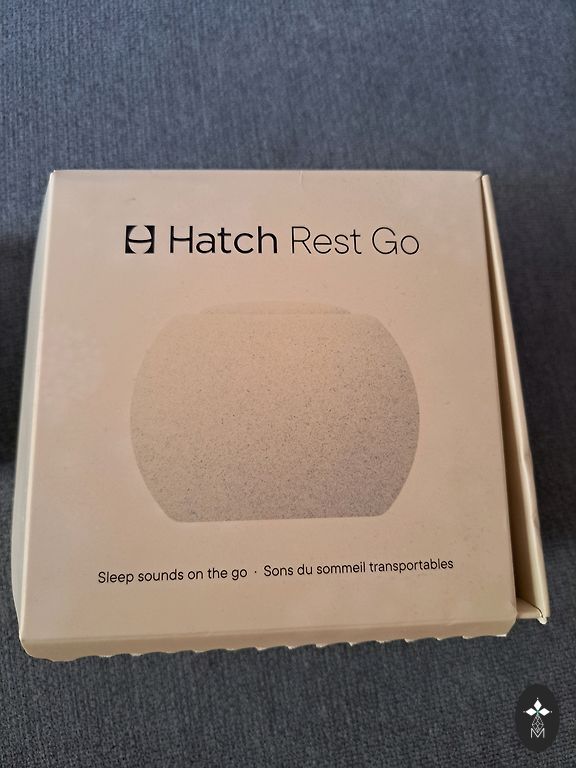 Hatch Rest Go
Sleep sounds on the go · Sons du sommeil transportables
M